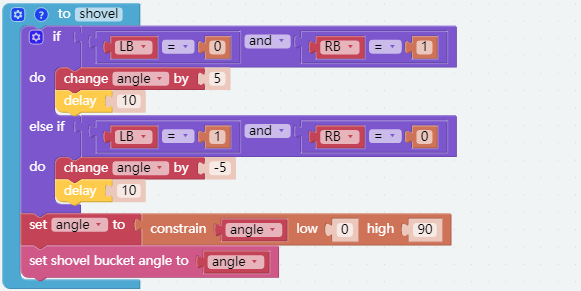 to shovel
if LB = 0 and RB = 1
do change angle by 5
delay 10
else if LB = 1 and RB = 0
do change angle by -5
delay 10
set angle to constrain angle low 0 high 90
set shovel bucket angle to angle